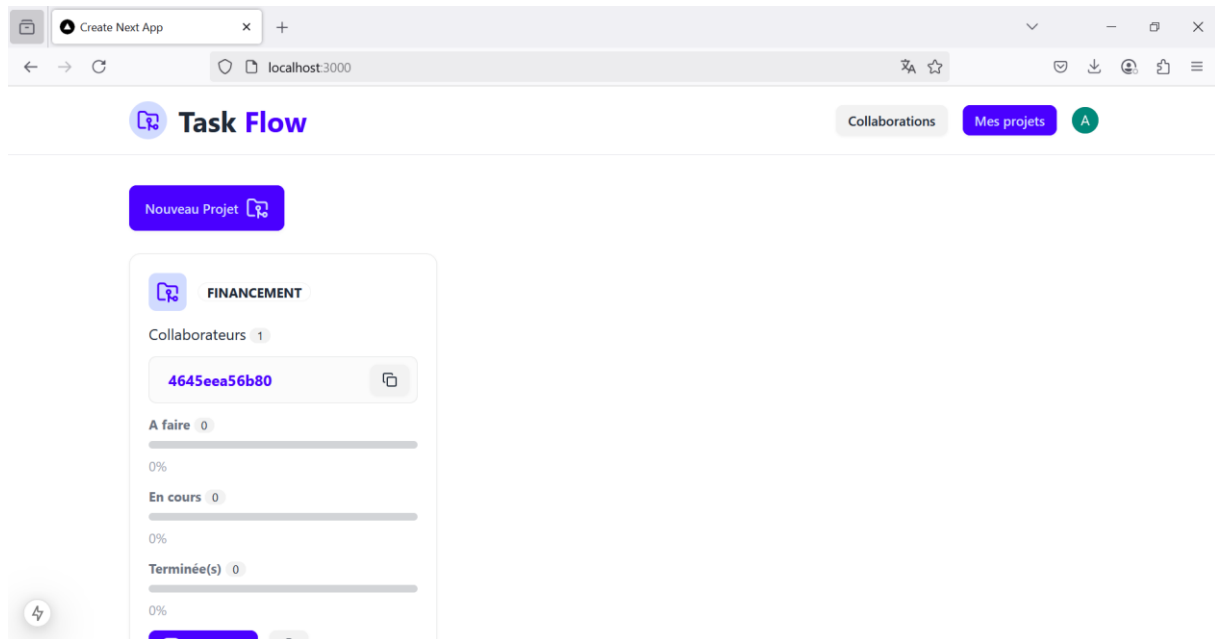 Create Next App
localhost:3000
Task Flow
Collaborations
Mes projets
A
Nouveau Projet
FINANCEMENT
Collaborateurs 1
4645eea56b80
A faire 0
0%
En cours 0
0%
Terminée(s) 0
0%